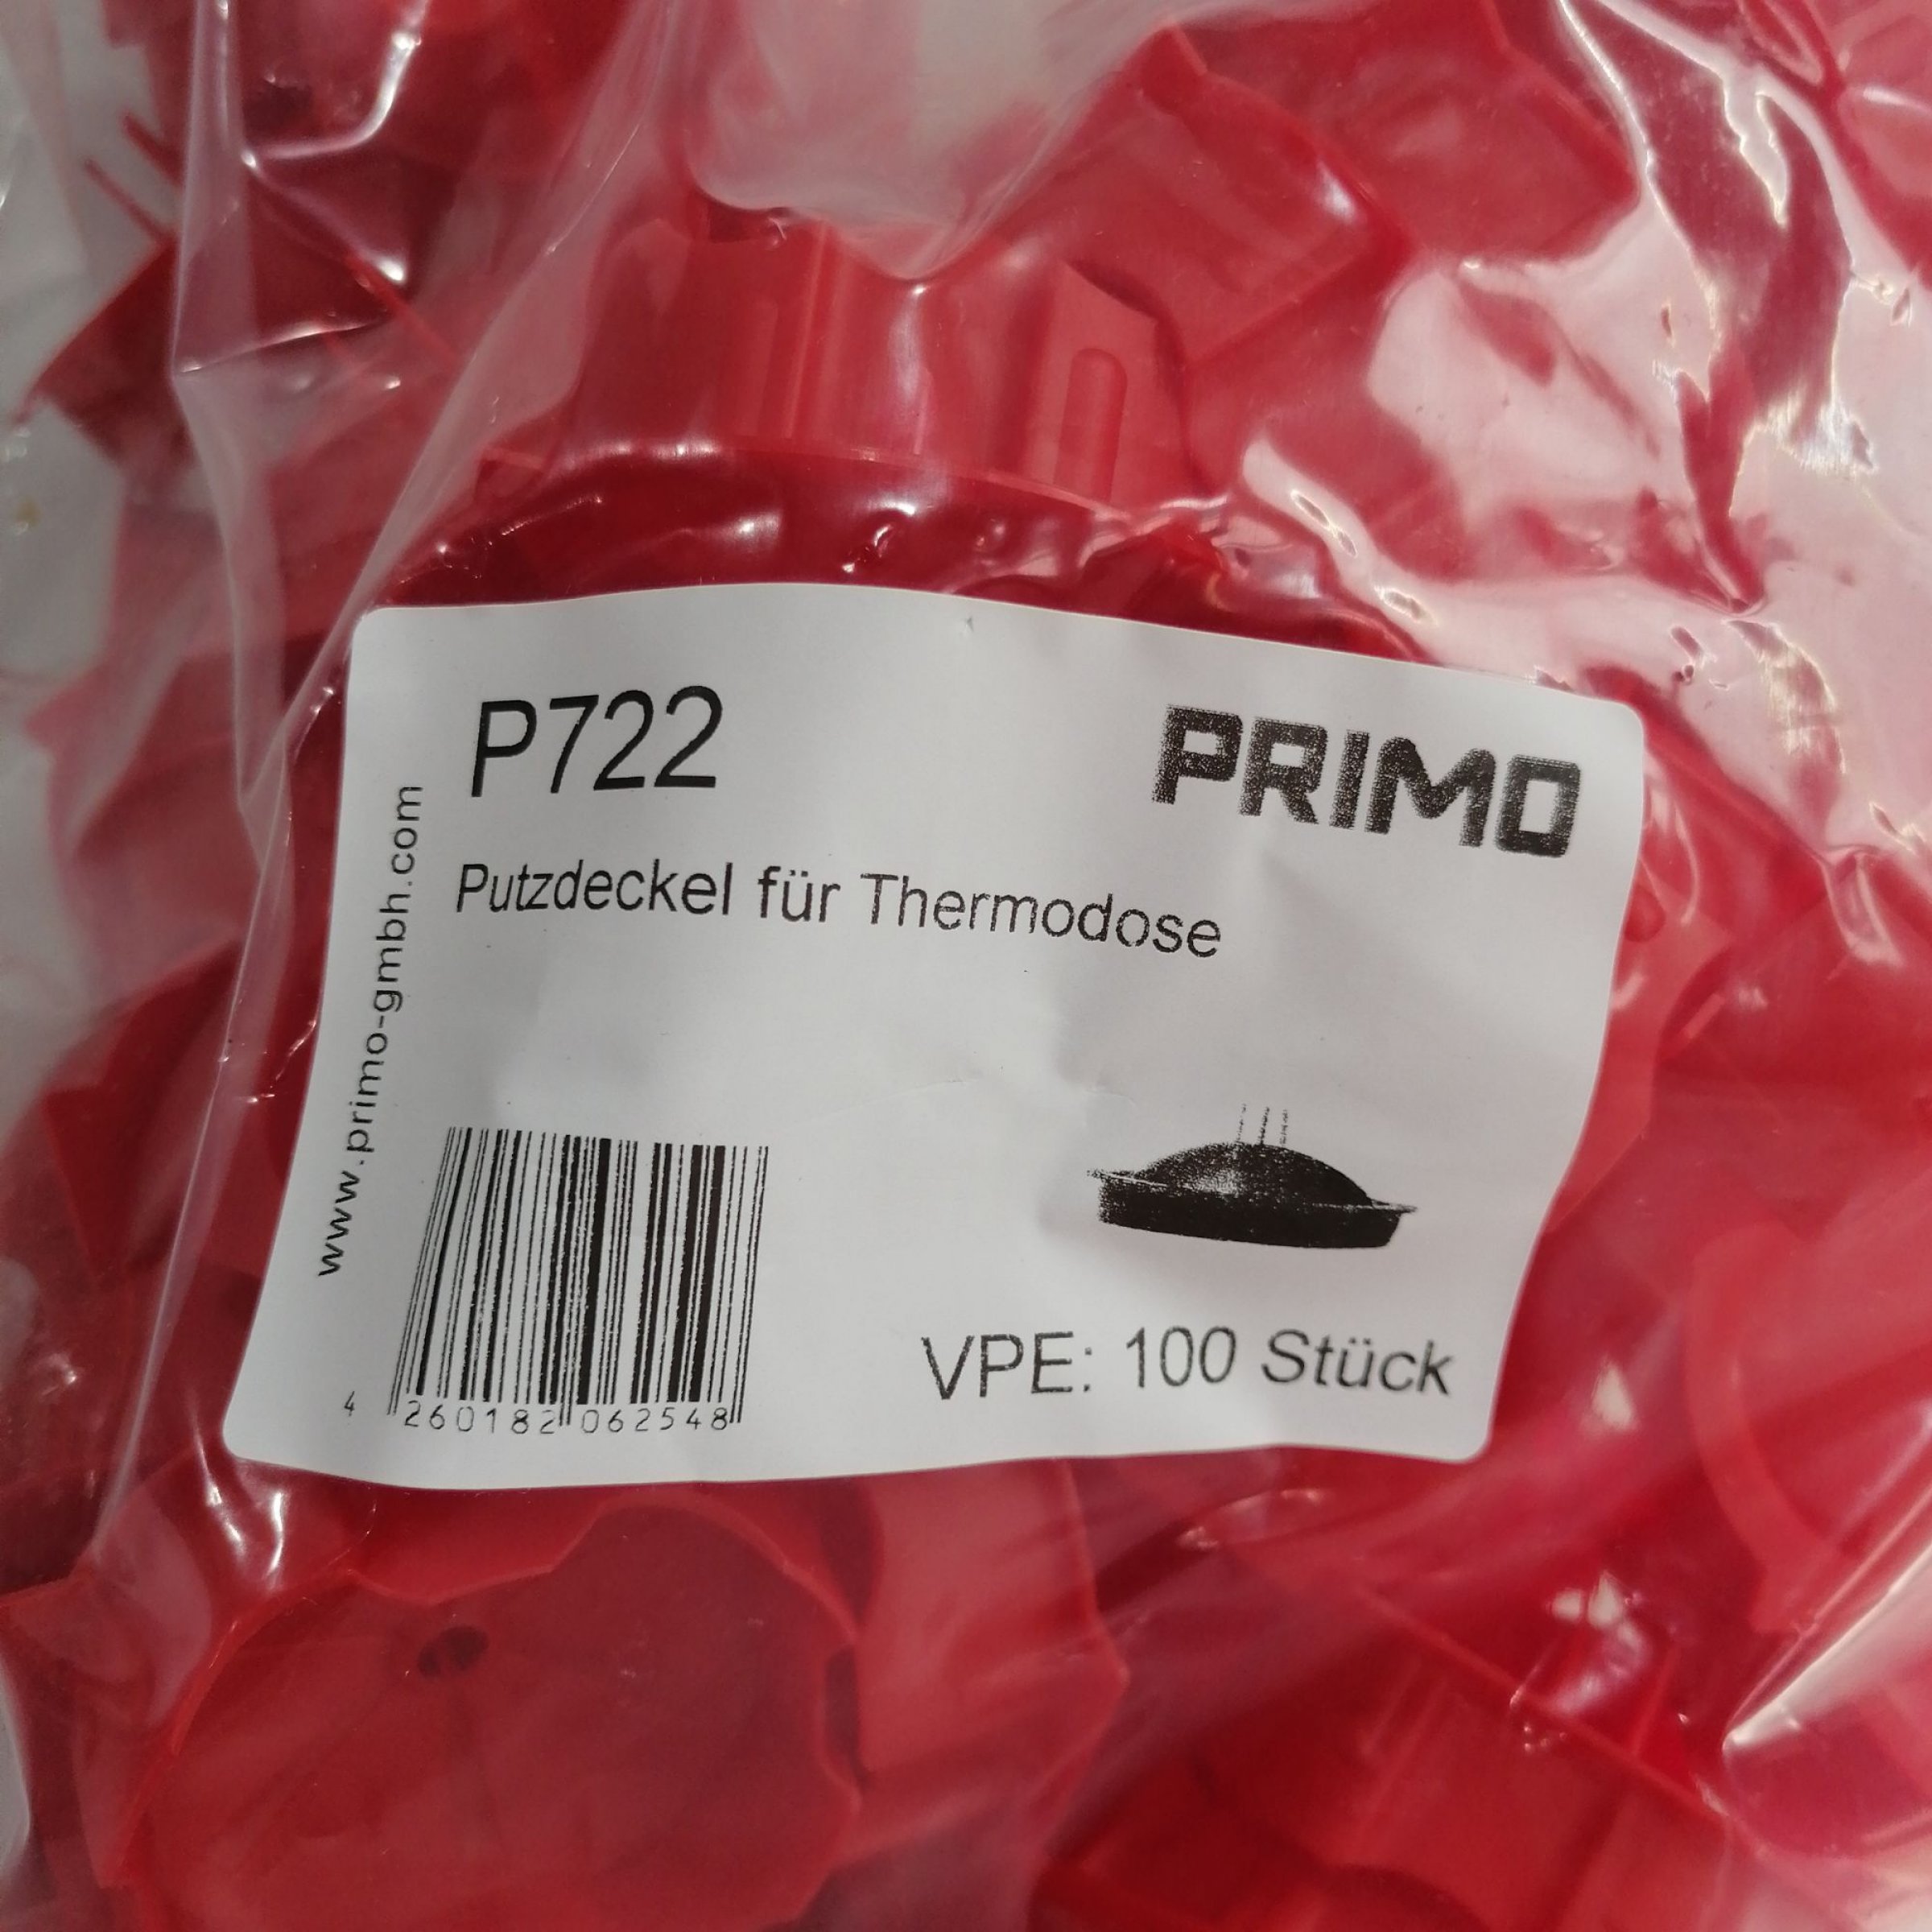 P722
PRIMO
Putzdeckel für Thermodose
www.primo-gmbh.com
VPE: 100 Stück
4 260182 062548